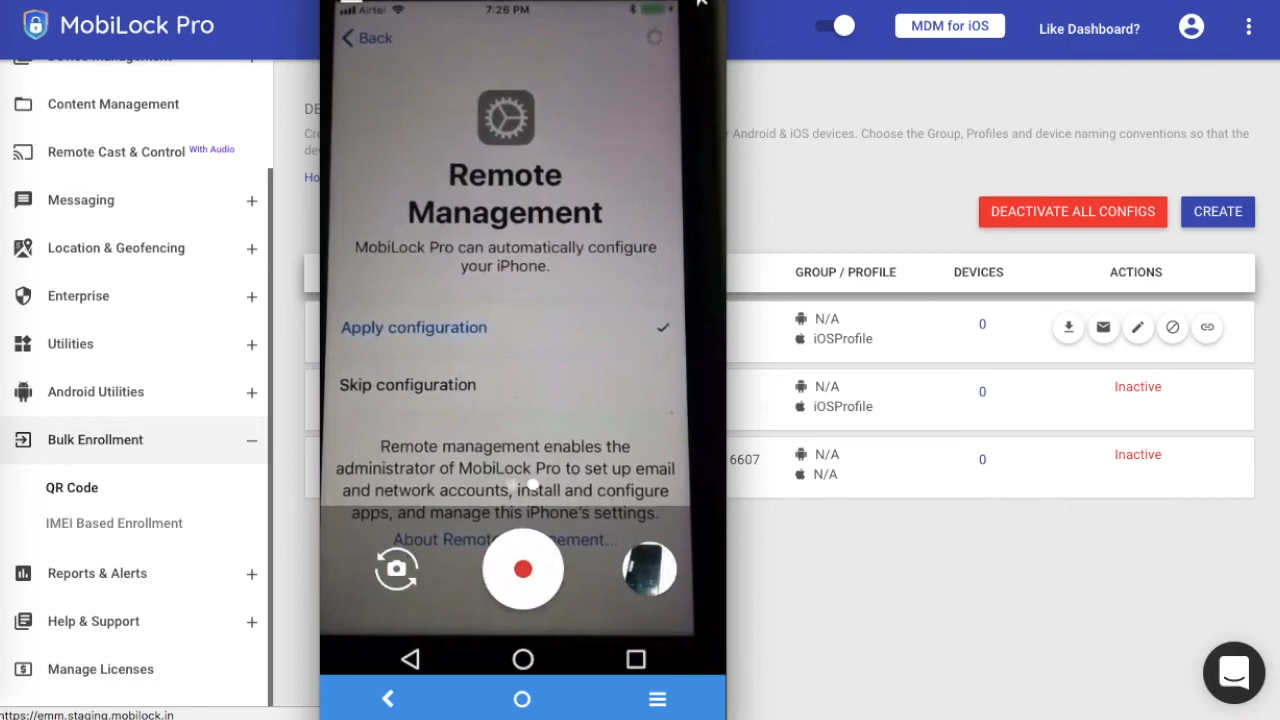 MobiLock Pro
MDM for iOS
Like Dashboard?
Content Management
Remote Cast & Control With Audio
Messaging
Location & Geofencing
Enterprise
Utilities
Android Utilities
Bulk Enrollment
QR Code
IMEI Based Enrollment
Reports & Alerts
Help & Support
Manage Licenses
https://emm.staging.mobilock.in
Airtel 7:26 PM
Back
Remote
Management
MobiLock Pro can automatically configure
your iPhone.
Apply configuration
Skip configuration
Remote management enables the
administrator of MobiLock Pro to set up email
and network accounts, install and configure
apps, and manage this iPhone's settings.
About Remote Management...
Android & iOS devices. Choose the Group, Profiles and device naming conventions so that the
DEACTIVATE ALL CONFIGS
CREATE
GROUP / PROFILE DEVICES ACTIONS
N/A 0
iOSProfile
N/A 0 Inactive
iOSProfile
6607 N/A 0 Inactive
N/A